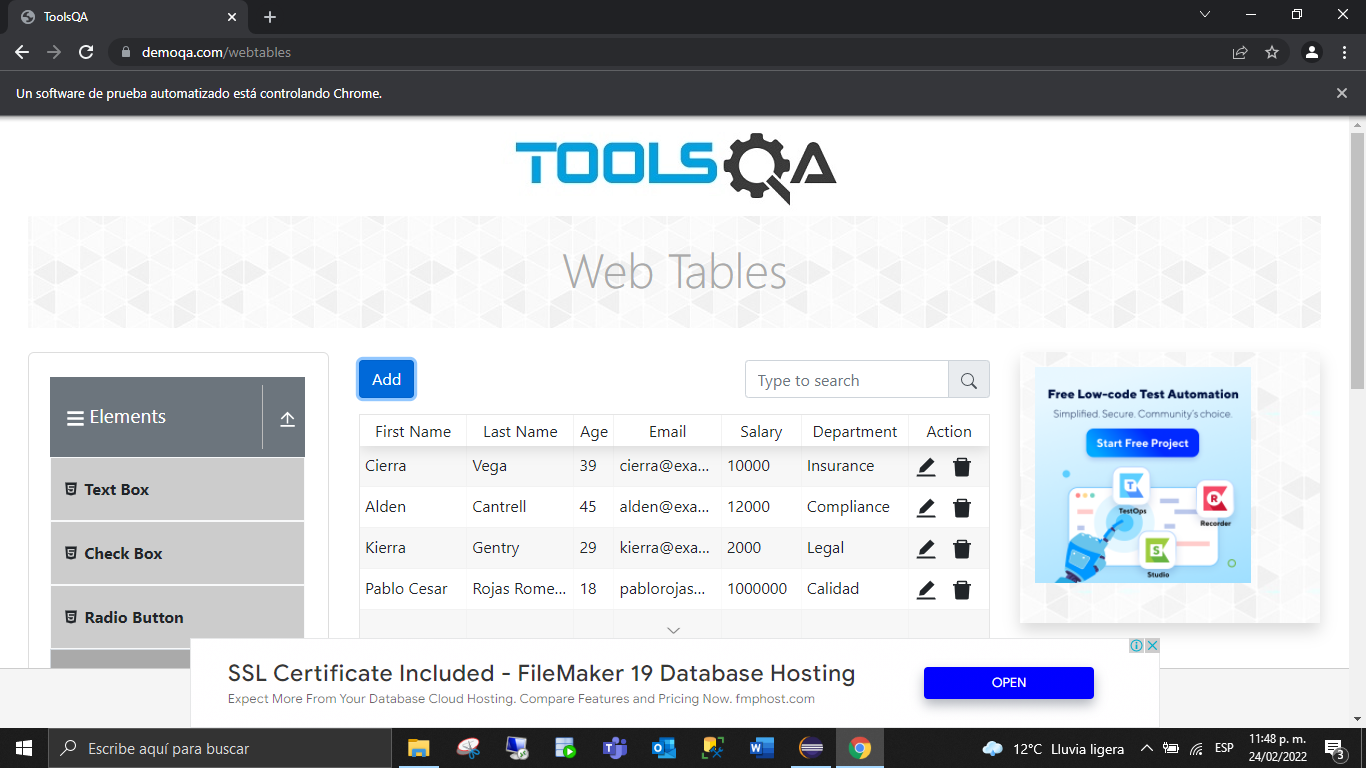 ToolsQA
demoqa.com/webtables
Un software de prueba automatizado está controlando Chrome.
TOOLSQA
Web Tables
Elements
Text Box
Check Box
Radio Button
Add
Type to search
First Name Last Name Age Email Salary Department Action
Cierra Vega 39 cierra@exa... 10000 Insurance
Alden Cantrell 45 alden@exa... 12000 Compliance
Kierra Gentry 29 kierra@exa... 2000 Legal
Pablo Cesar Rojas Rome... 18 pablorojas... 1000000 Calidad
Free Low-code Test Automation
Simplified. Secure. Community's choice.
Start Free Project
TestOps
Recorder
Studio
SSL Certificate Included - FileMaker 19 Database Hosting
Expect More From Your Database Cloud Hosting. Compare Features and Pricing Now. fmphost.com
OPEN
Escribe aquí para buscar
12°C Lluvia ligera
ESP
11:48 p. m.
24/02/2022
3